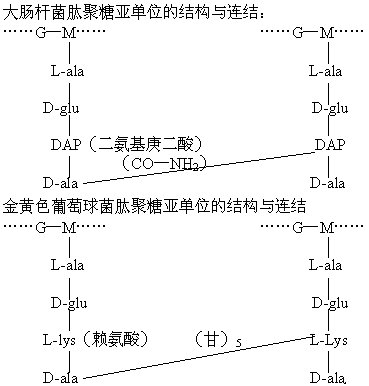 大肠杆菌肽聚糖亚单位的结构与连结：
……G—M…… ……G—M……
L-ala L-ala
D-glu D-glu
DAP（二氨基庚二酸） DAP
（CO—NH₂）
D-ala D-ala
金黄色葡萄球菌肽聚糖亚单位的结构与连结
……G—M…… ……G—M……
L-ala L-ala
D-glu D-glu
L-lys（赖氨酸） （甘）₅ L-Lys
D-ala D-ala